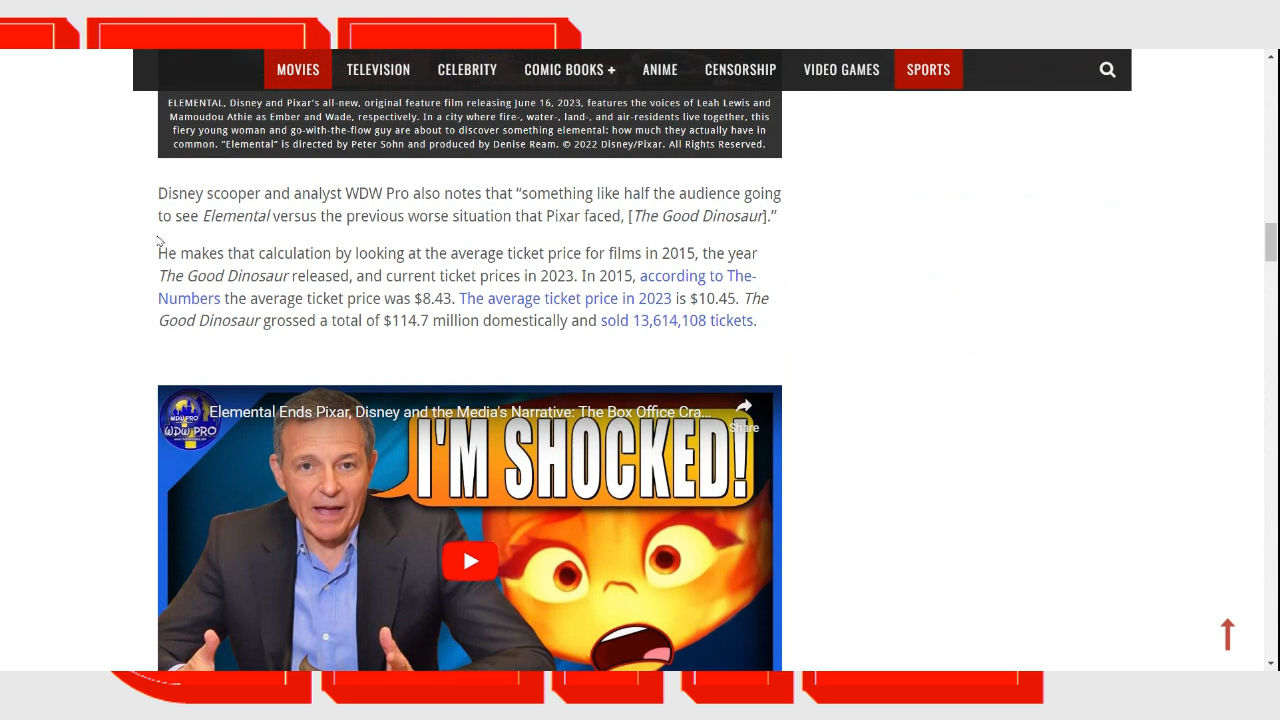 MOVIES TELEVISION CELEBRITY COMIC BOOKS + ANIME CENSORSHIP VIDEO GAMES SPORTS
ELEMENTAL, Disney and Pixar's all-new, original feature film releasing June 16, 2023, features the voices of Leah Lewis and
Mamoudou Athie as Ember and Wade, respectively. In a city where fire-, water-, land-, and air-residents live together, this
fiery young woman and go-with-the-flow guy are about to discover something elemental: how much they actually have in
common. "Elemental" is directed by Peter Sohn and produced by Denise Ream. © 2022 Disney/Pixar. All Rights Reserved.
Disney scooper and analyst WDW Pro also notes that “something like half the audience going
to see Elemental versus the previous worse situation that Pixar faced, [The Good Dinosaur].”
He makes that calculation by looking at the average ticket price for films in 2015, the year
The Good Dinosaur released, and current ticket prices in 2023. In 2015, according to The-
Numbers the average ticket price was $8.43. The average ticket price in 2023 is $10.45. The
Good Dinosaur grossed a total of $114.7 million domestically and sold 13,614,108 tickets.
Elemental Ends Pixar, Disney and the Media's Narrative: The Box Office Cra...
Share
WDW PRO
WDW PRO
I'M SHOCKED!